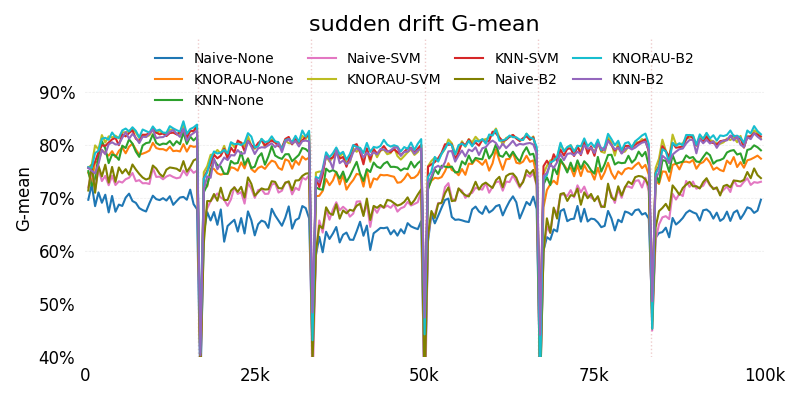 sudden drift G-mean
Naive-None Naive-SVM KNN-SVM KNORAU-B2
KNORAU-None KNORAU-SVM Naive-B2 KNN-B2
KNN-None
G-mean
90%
80%
70%
60%
50%
40%
0 25k 50k 75k 100k